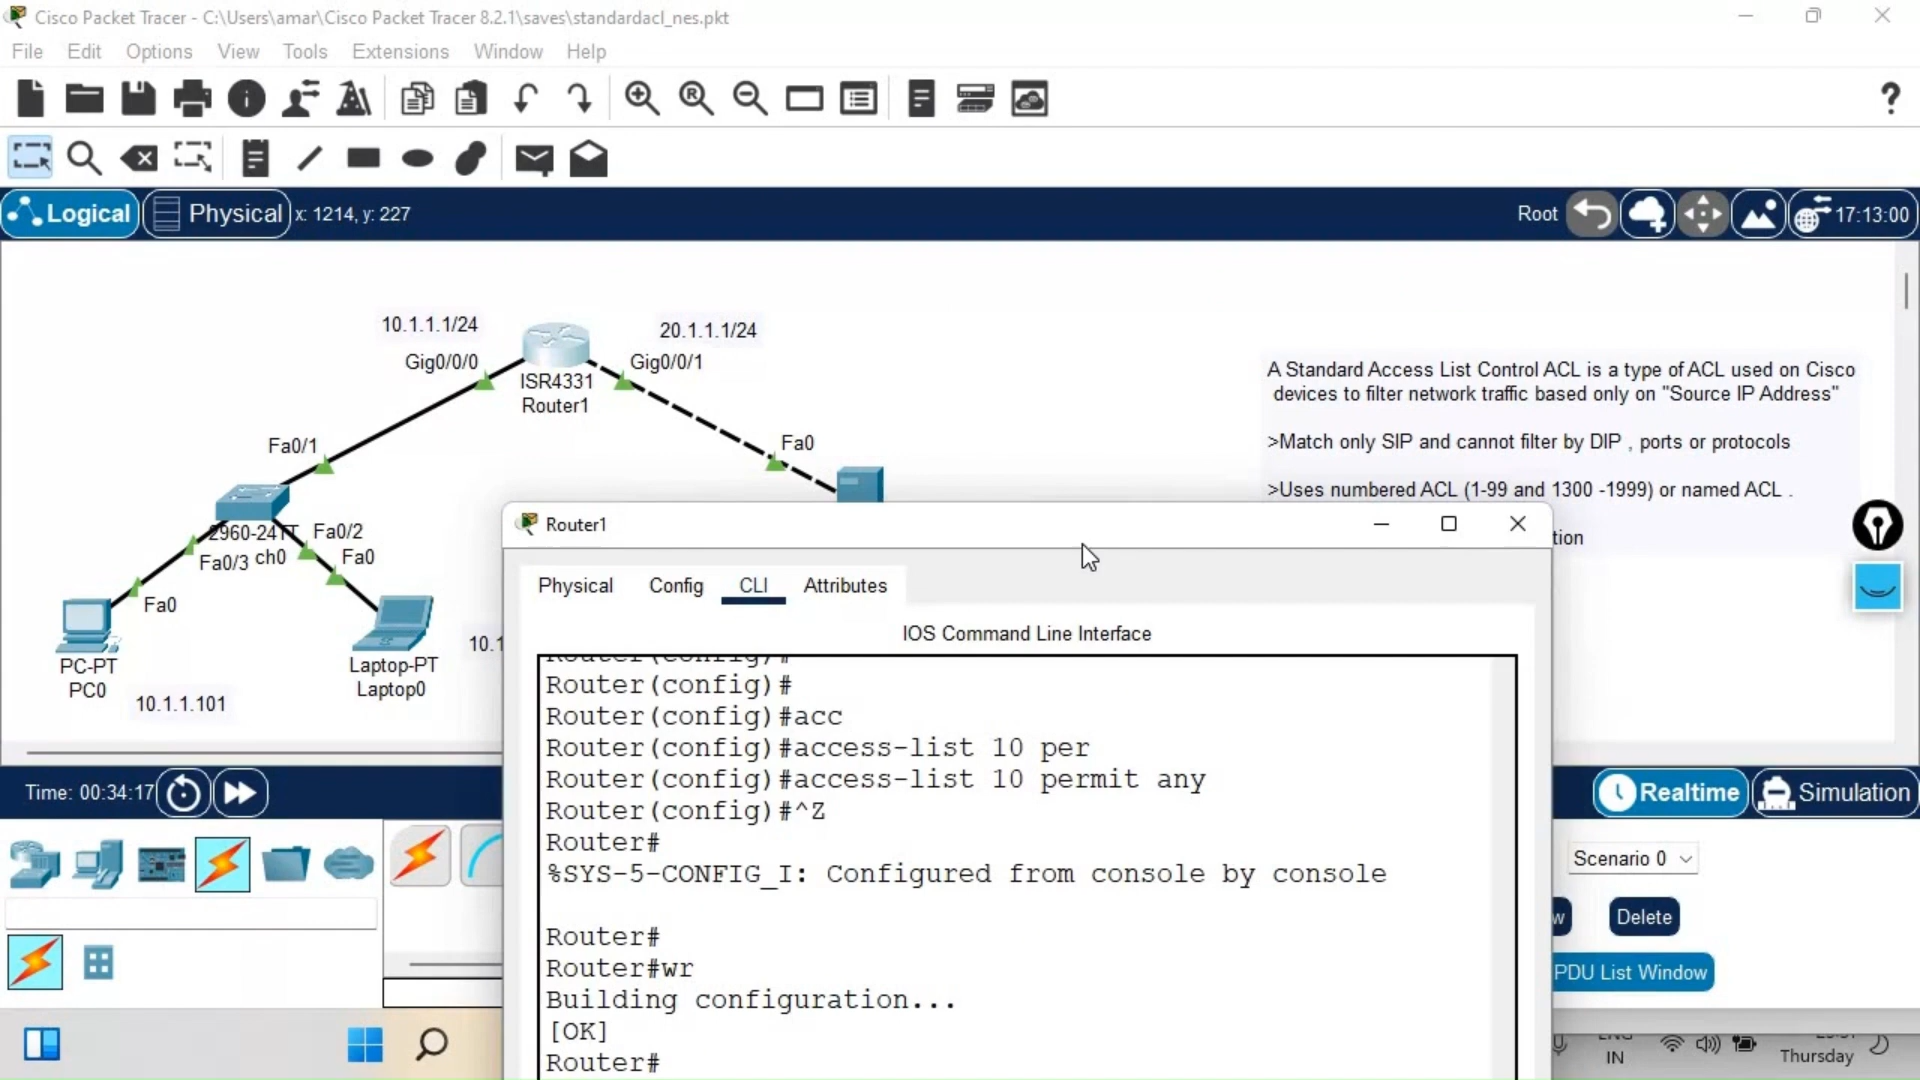 Cisco Packet Tracer - C:\Users\amar\Cisco Packet Tracer 8.2.1\saves\standardacl_nes.pkt
File Edit Options View Tools Extensions Window Help
Logical Physical x: 1214, y: 227 Root 17:13:00
10.1.1.1/24
20.1.1.1/24
Gig0/0/0
Gig0/0/1
ISR4331
Router1
Fa0/1
Fa0
2960-24TT
ch0
Fa0/2
Fa0/3
Fa0
Fa0
PC-PT
PC0
10.1.1.101
Laptop-PT
Laptop0
10.1
A Standard Access List Control ACL is a type of ACL used on Cisco
devices to filter network traffic based only on "Source IP Address"
>Match only SIP and cannot filter by DIP , ports or protocols
>Uses numbered ACL (1-99 and 1300 -1999) or named ACL .
tion
Router1
Physical Config CLI Attributes
IOS Command Line Interface
Router(config)#
Router(config)#
Router(config)#acc
Router(config)#access-list 10 per
Router(config)#access-list 10 permit any
Router(config)#^Z
Router#
%SYS-5-CONFIG_I: Configured from console by console
Router#
Router#wr
Building configuration...
[OK]
Router#
Time: 00:34:17
Realtime Simulation
Scenario 0
w Delete
PDU List Window
IN
Thursday